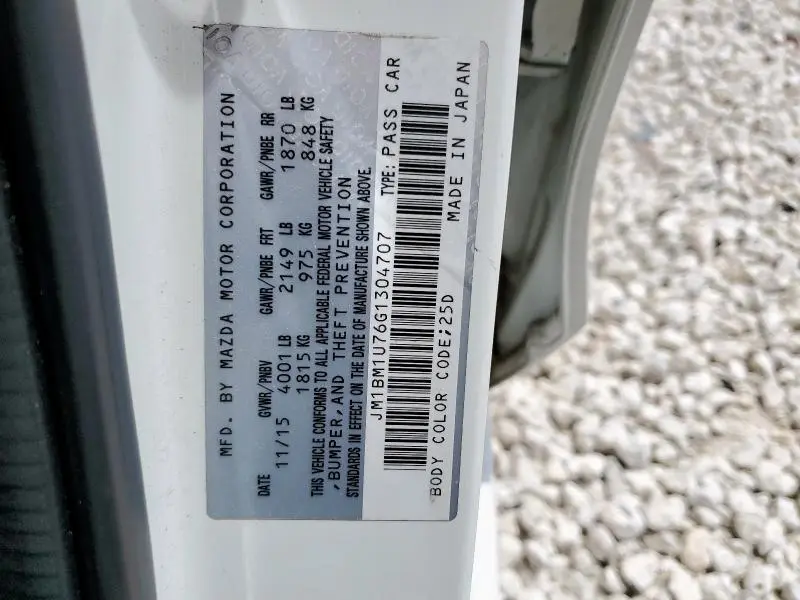 MFD. BY MAZDA MOTOR CORPORATION
DATE GVWR/PNBV GAWR/PNBE FRT GAWR/PNBE RR
11/15 4001 LB 2149 LB 1870 LB
1815 KG 975 KG 848 KG
THIS VEHICLE CONFORMS TO ALL APPLICABLE FEDERAL MOTOR VEHICLE SAFETY
,BUMPER,AND THEFT PREVENTION
STANDARDS IN EFFECT ON THE DATE OF MANUFACTURE SHOWN ABOVE
JM1BM1U76G1304707 TYPE: PASS CAR
BODY COLOR CODE;25D MADE IN JAPAN